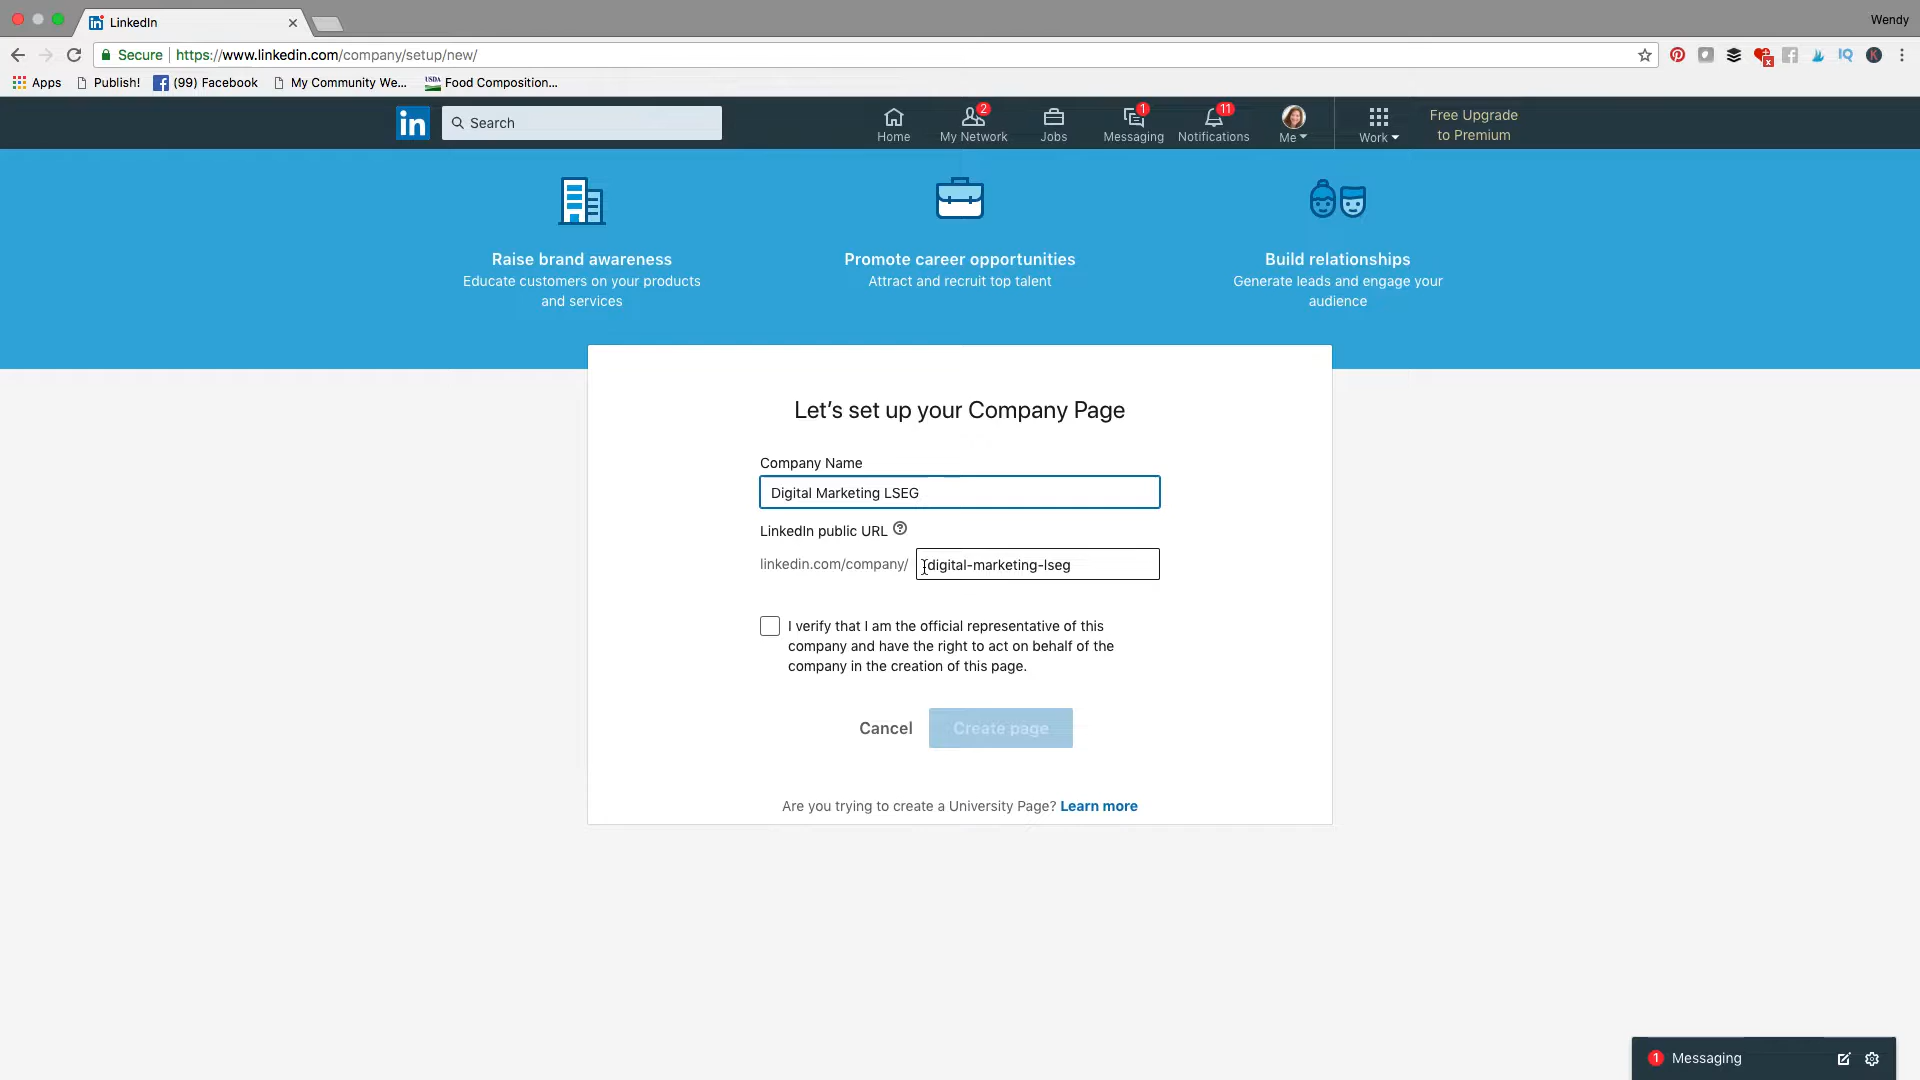 LinkedIn
Wendy
Secure https://www.linkedin.com/company/setup/new/
IQ K
Apps Publish! (99) Facebook My Community We... USDA Food Composition...
in Search Home 2 My Network Jobs 1 Messaging 11 Notifications Me Work Free Upgrade
to Premium
Raise brand awareness
Educate customers on your products
and services
Promote career opportunities
Attract and recruit top talent
Build relationships
Generate leads and engage your
audience
Let's set up your Company Page
Company Name
Digital Marketing LSEG
LinkedIn public URL ?
linkedin.com/company/ digital-marketing-lseg
I verify that I am the official representative of this
company and have the right to act on behalf of the
company in the creation of this page.
Cancel Create page
Are you trying to create a University Page? Learn more
1 Messaging